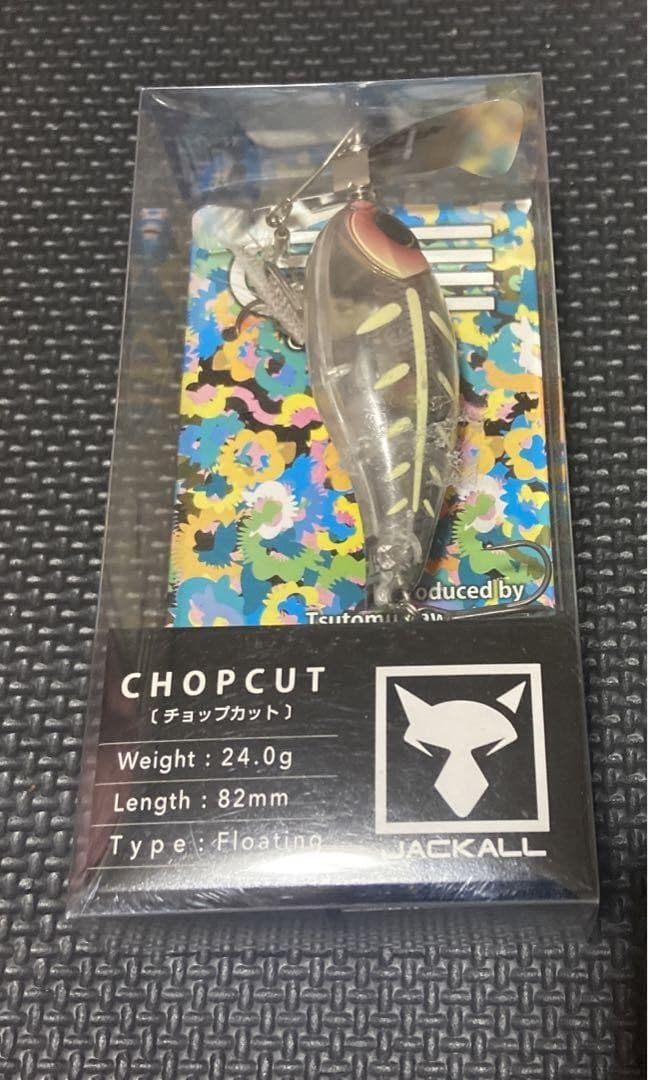 oduced by
Tsutomu
CHOPCUT
〔チョップカット〕
Weight : 24.0g
Length : 82mm
Type : Floating
JACKALL